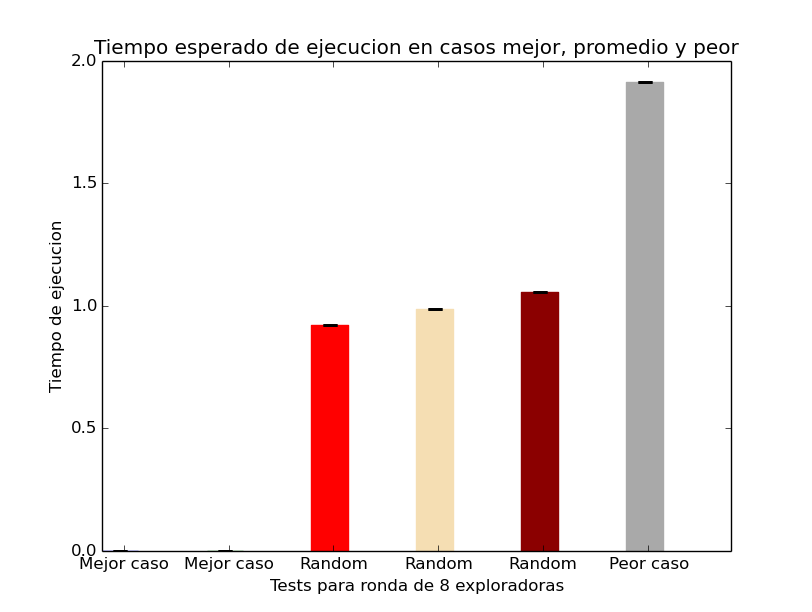 Tiempo esperado de ejecucion en casos mejor, promedio y peor
2.0
1.5
1.0
0.5
0.0
Tiempo de ejecucion
Mejor caso Mejor caso Random Random Random Peor caso
Tests para ronda de 8 exploradoras